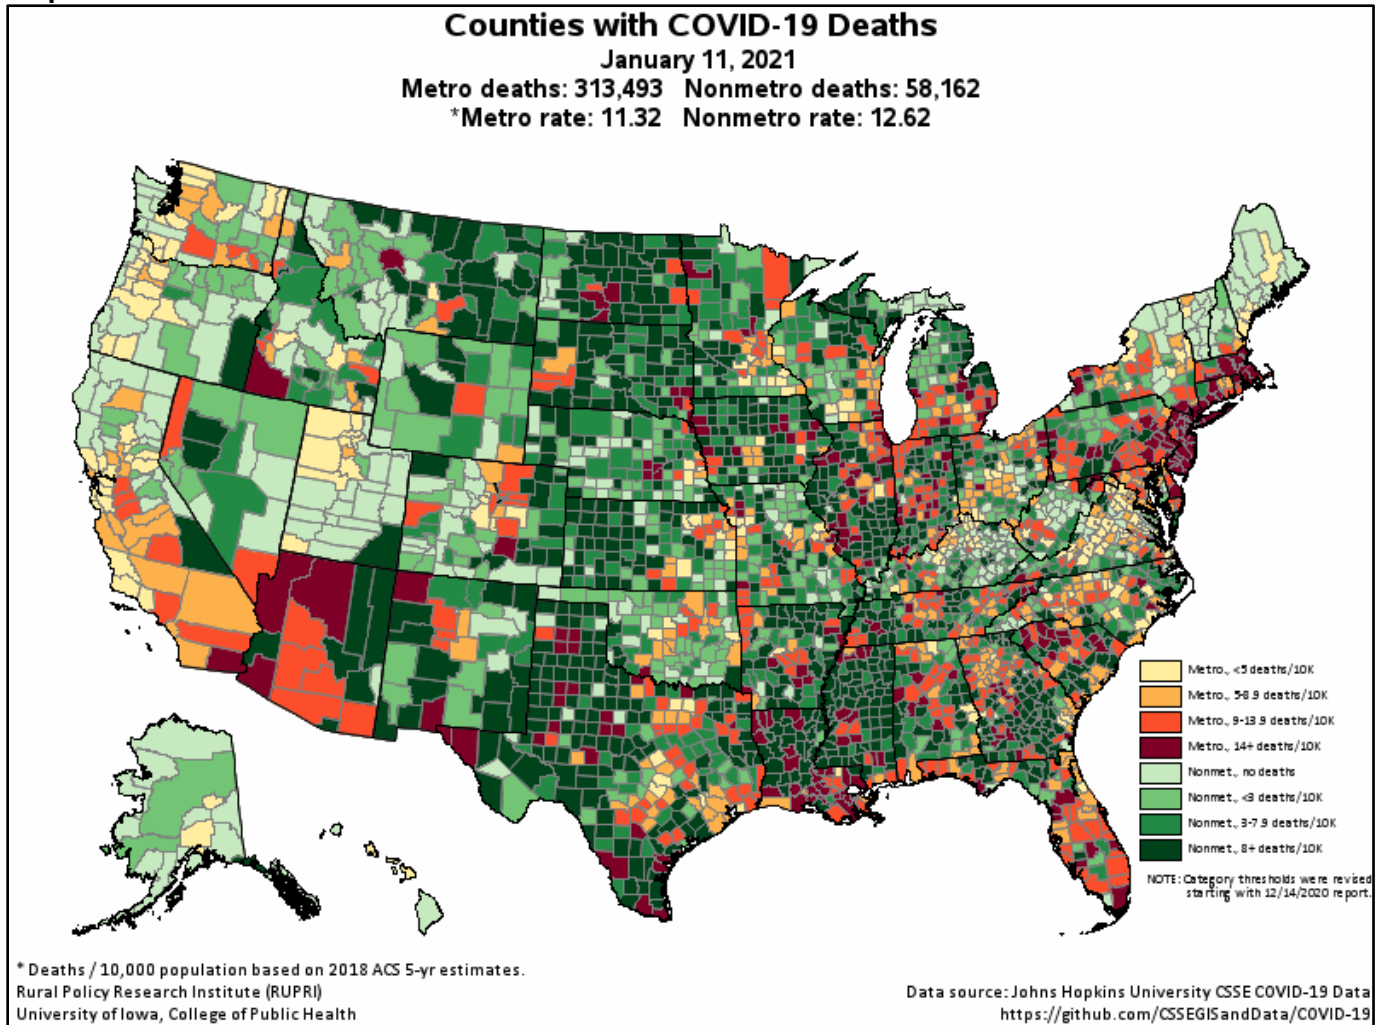 Counties with COVID-19 Deaths
January 11, 2021
Metro deaths: 313,493 Nonmetro deaths: 58,162
*Metro rate: 11.32 Nonmetro rate: 12.62
Metro., <5 deaths/10K
Metro., 5-8.9 deaths/10K
Metro., 9-13.9 deaths/10K
Metro., 14+ deaths/10K
Nonmet., no deaths
Nonmet., <3 deaths/10K
Nonmet., 3-7.9 deaths/10K
Nonmet., 8+ deaths/10K
NOTE: Category thresholds were revised
starting with 12/14/2020 report.
* Deaths / 10,000 population based on 2018 ACS 5-yr estimates.
Rural Policy Research Institute (RUPRI)
University of Iowa, College of Public Health
Data source: Johns Hopkins University CSSE COVID-19 Data
https://github.com/CSSEGISandData/COVID-19